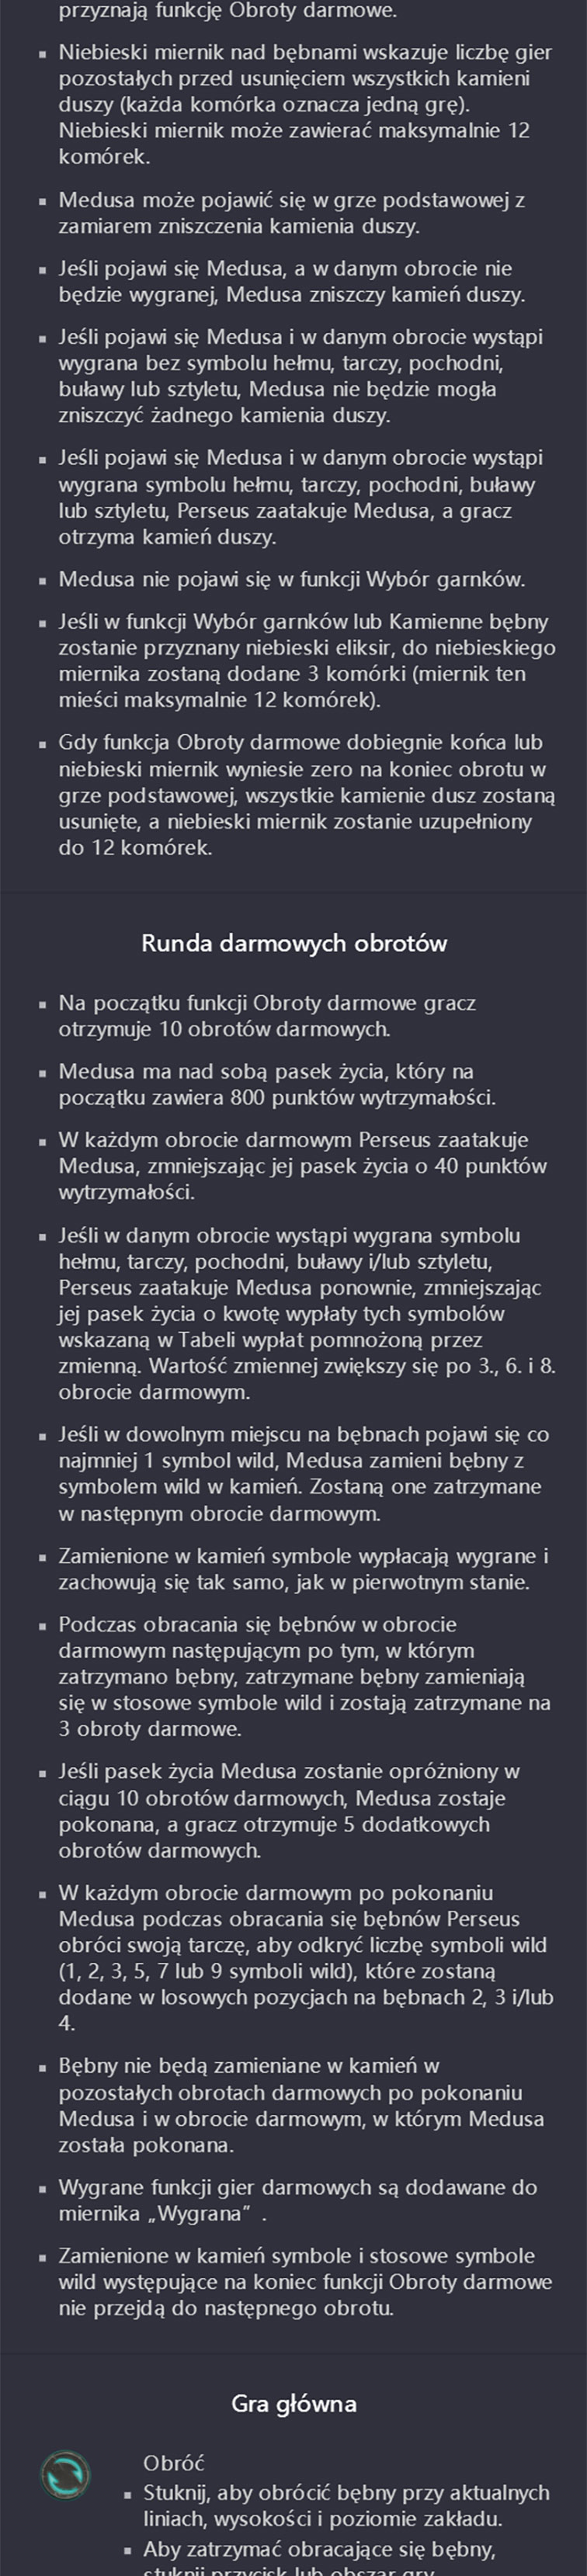 przyznają funkcję Obroty darmowe.
▪ Niebieski miernik nad bębnami wskazuje liczbę gier
pozostałych przed usunięciem wszystkich kamieni
duszy (każda komórka oznacza jedną grę).
Niebieski miernik może zawierać maksymalnie 12
komórek.
▪ Medusa może pojawić się w grze podstawowej z
zamiarem zniszczenia kamienia duszy.
▪ Jeśli pojawi się Medusa, a w danym obrocie nie
będzie wygranej, Medusa zniszczy kamień duszy.
▪ Jeśli pojawi się Medusa i w danym obrocie wystąpi
wygrana bez symbolu hełmu, tarczy, pochodni,
buławy lub sztyletu, Medusa nie będzie mogła
zniszczyć żadnego kamienia duszy.
▪ Jeśli pojawi się Medusa i w danym obrocie wystąpi
wygrana symbolu hełmu, tarczy, pochodni, buławy
lub sztyletu, Perseus zaatakuje Medusa, a gracz
otrzyma kamień duszy.
▪ Medusa nie pojawi się w funkcji Wybór garnków.
▪ Jeśli w funkcji Wybór garnków lub Kamienne bębny
zostanie przyznany niebieski eliksir, do niebieskiego
miernika zostaną dodane 3 komórki (miernik ten
mieści maksymalnie 12 komórek).
▪ Gdy funkcja Obroty darmowe dobiegnie końca lub
niebieski miernik wyniesie zero na koniec obrotu w
grze podstawowej, wszystkie kamienie dusz zostaną
usunięte, a niebieski miernik zostanie uzupełniony
do 12 komórek.
Runda darmowych obrotów
▪ Na początku funkcji Obroty darmowe gracz
otrzymuje 10 obrotów darmowych.
▪ Medusa ma nad sobą pasek życia, który na
początku zawiera 800 punktów wytrzymałości.
▪ W każdym obrocie darmowym Perseus zaatakuje
Medusa, zmniejszając jej pasek życia o 40 punktów
wytrzymałości.
▪ Jeśli w danym obrocie wystąpi wygrana symbolu
hełmu, tarczy, pochodni, buławy i/lub sztyletu,
Perseus zaatakuje Medusa ponownie, zmniejszając
jej pasek życia o kwotę wypłaty tych symbolów
wskazaną w Tabeli wypłat pomnożoną przez
zmienną. Wartość zmiennej zwiększy się po 3., 6. i 8.
obrocie darmowym.
▪ Jeśli w dowolnym miejscu na bębnach pojawi się co
najmniej 1 symbol wild, Medusa zamieni bębny z
symbolem wild w kamień. Zostaną one zatrzymane
w następnym obrocie darmowym.
▪ Zamienione w kamień symbole wypłacają wygrane i
zachowują się tak samo, jak w pierwotnym stanie.
▪ Podczas obracania się bębnów w obrocie
darmowym następującym po tym, w którym
zatrzymano bębny, zatrzymane bębny zamieniają
się w stosowe symbole wild i zostają zatrzymane na
3 obroty darmowe.
▪ Jeśli pasek życia Medusa zostanie opróżniony w
ciągu 10 obrotów darmowych, Medusa zostaje
pokonana, a gracz otrzymuje 5 dodatkowych
obrotów darmowych.
▪ W każdym obrocie darmowym po pokonaniu
Medusa podczas obracania się bębnów Perseus
obróci swoją tarczę, aby odkryć liczbę symboli wild
(1, 2, 3, 5, 7 lub 9 symboli wild), które zostaną
dodane w losowych pozycjach na bębnach 2, 3 i/lub
4.
▪ Bębny nie będą zamieniane w kamień w
pozostałych obrotach darmowych po pokonaniu
Medusa i w obrocie darmowym, w którym Medusa
została pokonana.
▪ Wygrane funkcji gier darmowych są dodawane do
miernika „Wygrana” .
▪ Zamienione w kamień symbole i stosowe symbole
wild występujące na koniec funkcji Obroty darmowe
nie przejdą do następnego obrotu.
Gra główna
Obróć
▪ Stuknij, aby obrócić bębny przy aktualnych
liniach, wysokości i poziomie zakładu.
▪ Aby zatrzymać obracające się bębny,
stuknij przycisk lub obszar gry